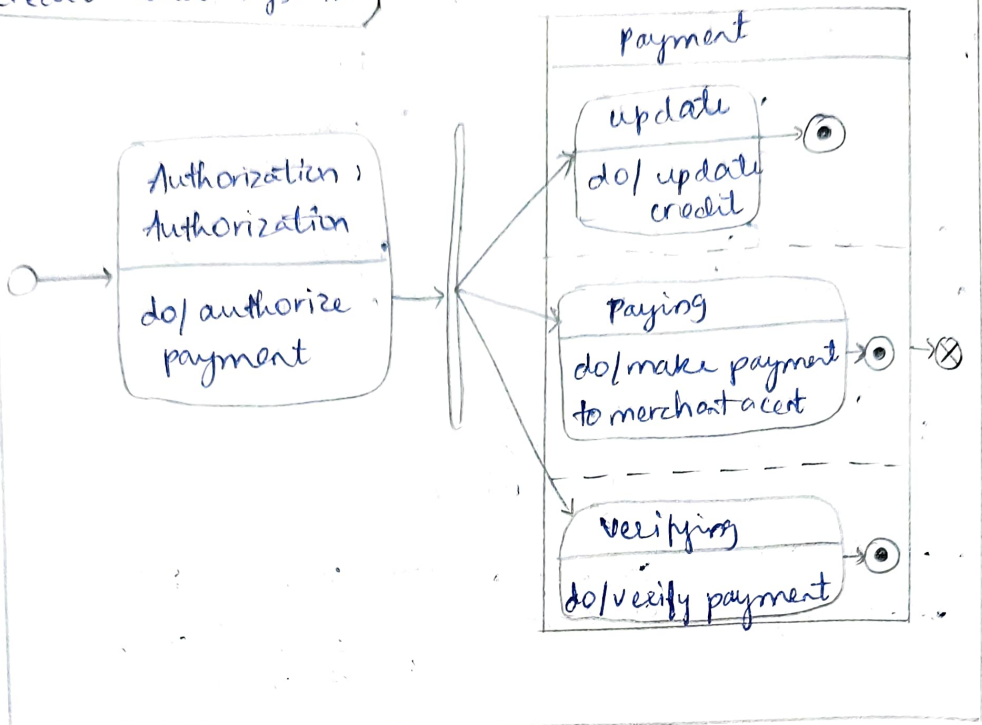 Authorization :
Authorization
do/ authorize
payment
Payment
update
do/ update
credit
Paying
do/make payment
to merchant accnt
Verifying
do/verify payment